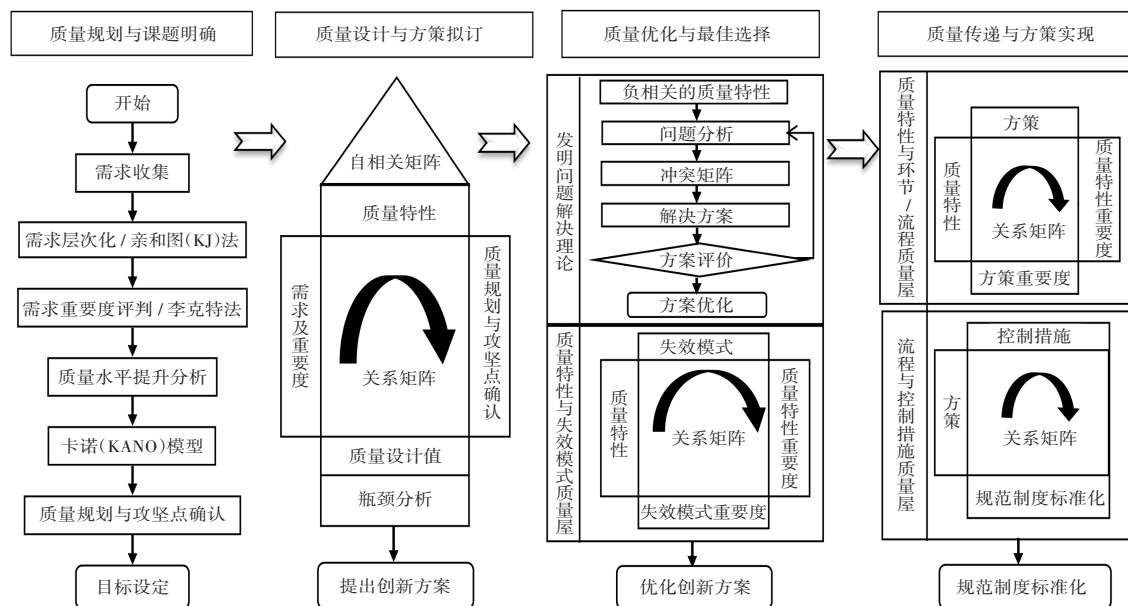 质量规划与课题明确
开始
需求收集
需求层次化/亲和图(KJ)法
需求重要度评判/李克特法
质量水平提升分析
卡诺(KANO)模型
质量规划与攻坚点确认
目标设定
质量设计与方策拟订
自相关矩阵
质量特性
需求及重要度
关系矩阵
质量规划与攻坚点确认
质量设计值
瓶颈分析
提出创新方案
质量优化与最佳选择
发明问题解决理论
负相关的质量特性
问题分析
冲突矩阵
解决方案
方案评价
方案优化
质量特性与失效模式质量屋
失效模式
质量特性
关系矩阵
质量特性重要度
失效模式重要度
优化创新方案
质量传递与方策实现
质量特性与环节/流程质量屋
方策
质量特性
关系矩阵
质量特性重要度
方策重要度
流程与控制措施质量屋
控制措施
方策
关系矩阵
规范制度标准化
规范制度标准化